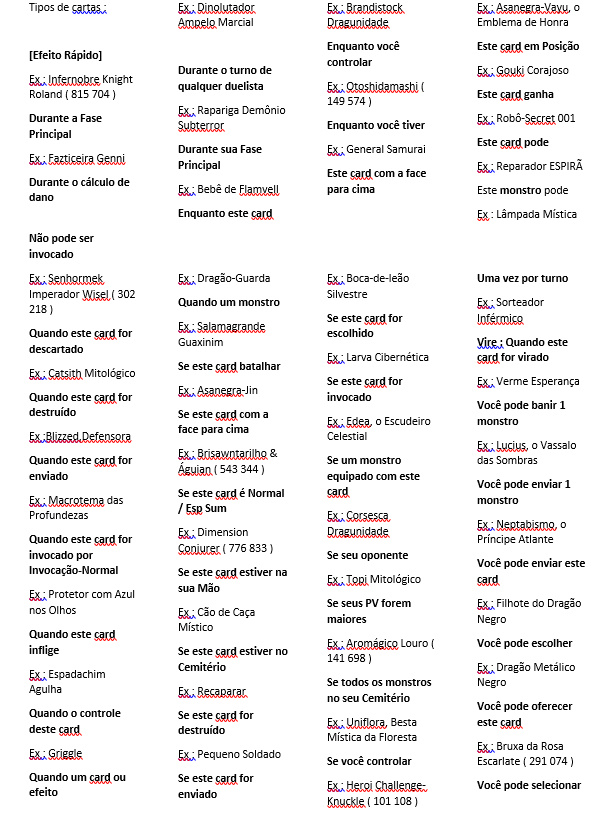 Tipos de cartas :
[Efeito Rápido]
Ex.: Infernobre Knight
Roland ( 815 704 )
Durante a Fase
Principal
Ex.: Fazticeira Genni
Durante o cálculo de
dano
Ex.: Dinolutador
Ampelo Marcial
Durante o turno de
qualquer duelista
Ex.: Rapariga Demônio
Subterror
Durante sua Fase
Principal
Ex.: Bebê de Flamvell
Enquanto este card
Ex.: Brandistock
Dragunidade
Enquanto você
controlar
Ex.: Otoshidamashi (
149 574 )
Enquanto você tiver
Ex.: General Samurai
Este card com a face
para cima
Ex.: Asanegra-Vayu, o
Emblema de Honra
Este card em Posição
Ex.: Gouki Corajoso
Este card ganha
Ex.: Robô-Secret 001
Este card pode
Ex.: Reparador ESPIRÃ
Este monstro pode
Ex.: Lâmpada Mística
Não pode ser
invocado
Ex.: Senhormek
Imperador Wisel ( 302
218 )
Quando este card for
descartado
Ex.: Catsith Mitológico
Quando este card for
destruído
Ex.:Blizzed,Defensora
Quando este card for
enviado
Ex.: Macrotema das
Profundezas
Quando este card for
invocado por
Invocação-Normal
Ex.: Protetor com Azul
nos Olhos
Quando este card
inflige
Ex.: Espadachim
Agulha
Quando o controle
deste card
Ex.: Griggle
Quando um card ou
efeito
Ex.: Dragão-Guarda
Quando um monstro
Ex.: Salamagrande
Guaxinim
Se este card batalhar
Ex.: Asanegra-Jin
Se este card com a
face para cima
Ex.: Brisawntarilho &
Águian ( 543 344 )
Se este card é Normal
/ Esp Sum
Ex.: Dimension
Conjurer ( 776 833 )
Se este card estiver na
sua Mão
Ex.: Cão de Caça
Místico
Se este card estiver no
Cemitério
Ex.: Recaparar
Se este card for
destruído
Ex.: Pequeno Soldado
Se este card for
enviado
Ex.: Boca-de-leão
Silvestre
Se este card for
escolhido
Ex.: Larva Cibernética
Se este card for
invocado
Ex.: Edea, o Escudeiro
Celestial
Se um monstro
equipado com este
card
Ex.: Corsesca
Dragunidade
Se seu oponente
Ex.: Topi Mitológico
Se seus PV forem
maiores
Ex.: Aromágico Louro (
141 698 )
Se todos os monstros
no seu Cemitério
Ex.: Uniflora, Besta
Mística da Floresta
Se você controlar
Ex.: Heroi Challenge-
Knuckle ( 101 108 )
Uma vez por turno
Ex.: Sorteador
Inférmico
Vire : Quando este
card for virado
Ex.: Verme Esperança
Você pode banir 1
monstro
Ex.: Lucius, o Vassalo
das Sombras
Você pode enviar 1
monstro
Ex.: Neptabismo, o
Príncipe Atlante
Você pode enviar este
card
Ex.: Filhote do Dragão
Negro
Você pode escolher
Ex.: Dragão Metálico
Negro
Você pode oferecer
este card
Ex.: Bruxa da Rosa
Escarlate ( 291 074 )
Você pode selecionar